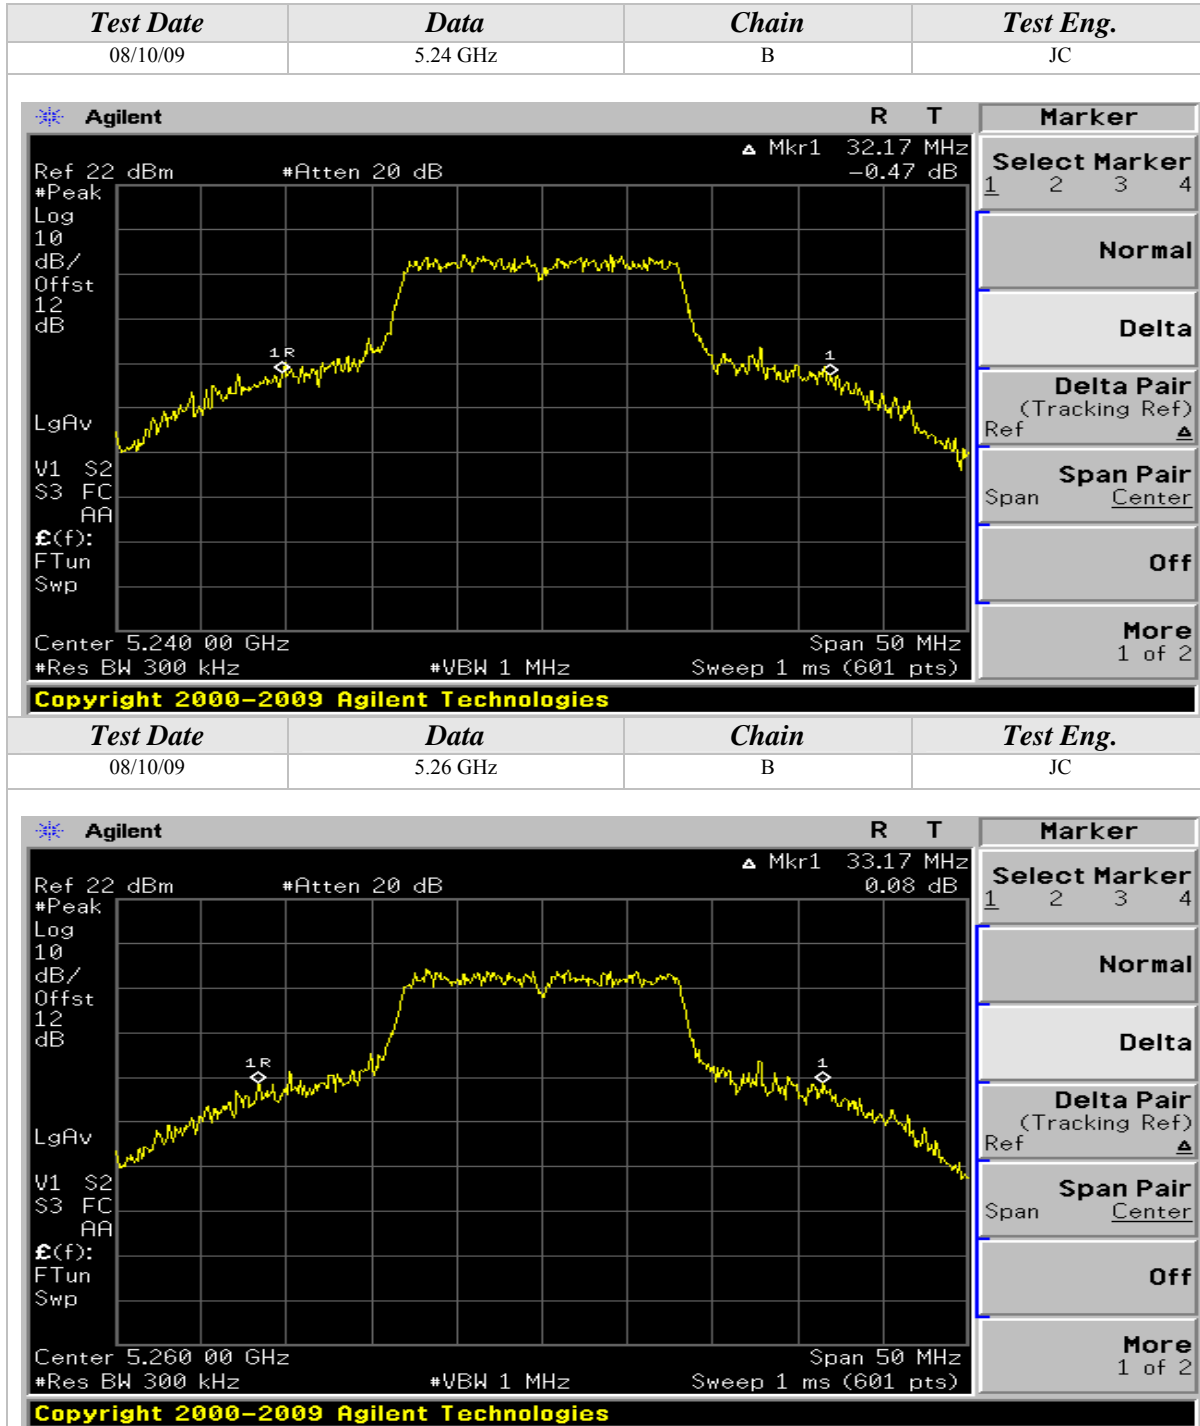 Test Date Data Chain Test Eng.
08/10/09 5.24 GHz B JC
Agilent R T Marker
Δ Mkr1 32.17 MHz
Ref 22 dBm #Atten 20 dB -0.47 dB
#Peak
Log
10
dB/
Offst
12
dB
1R
1
LgAv
V1 S2
S3 FC
AA
£(f):
FTun
Swp
Center 5.240 00 GHz Span 50 MHz
#Res BW 300 kHz #VBW 1 MHz Sweep 1 ms (601 pts)
Copyright 2000-2009 Agilent Technologies
Select Marker
1 2 3 4
Normal
Delta
Delta Pair
(Tracking Ref)
Ref Δ
Span Pair
Span Center
Off
More
1 of 2
Test Date Data Chain Test Eng.
08/10/09 5.26 GHz B JC
Agilent R T Marker
Δ Mkr1 33.17 MHz
Ref 22 dBm #Atten 20 dB 0.08 dB
#Peak
Log
10
dB/
Offst
12
dB
1R
1
LgAv
V1 S2
S3 FC
AA
£(f):
FTun
Swp
Center 5.260 00 GHz Span 50 MHz
#Res BW 300 kHz #VBW 1 MHz Sweep 1 ms (601 pts)
Copyright 2000-2009 Agilent Technologies
Select Marker
1 2 3 4
Normal
Delta
Delta Pair
(Tracking Ref)
Ref Δ
Span Pair
Span Center
Off
More
1 of 2